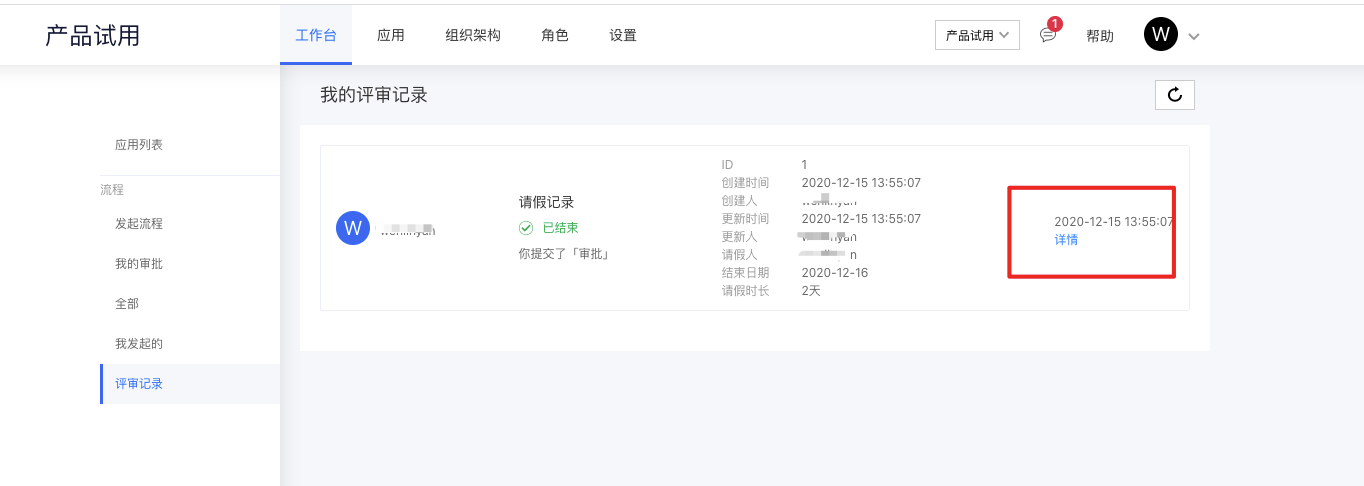 产品试用
工作台 应用 组织架构 角色 设置
产品试用 1 帮助 W
我的评审记录
应用列表
流程
发起流程
我的审批
全部
我发起的
评审记录
W
请假记录
已结束
你提交了「审批」
ID 1
创建时间 2020-12-15 13:55:07
创建人
更新时间 2020-12-15 13:55:07
更新人
请假人
结束日期 2020-12-16
请假时长 2天
2020-12-15 13:55:07
详情